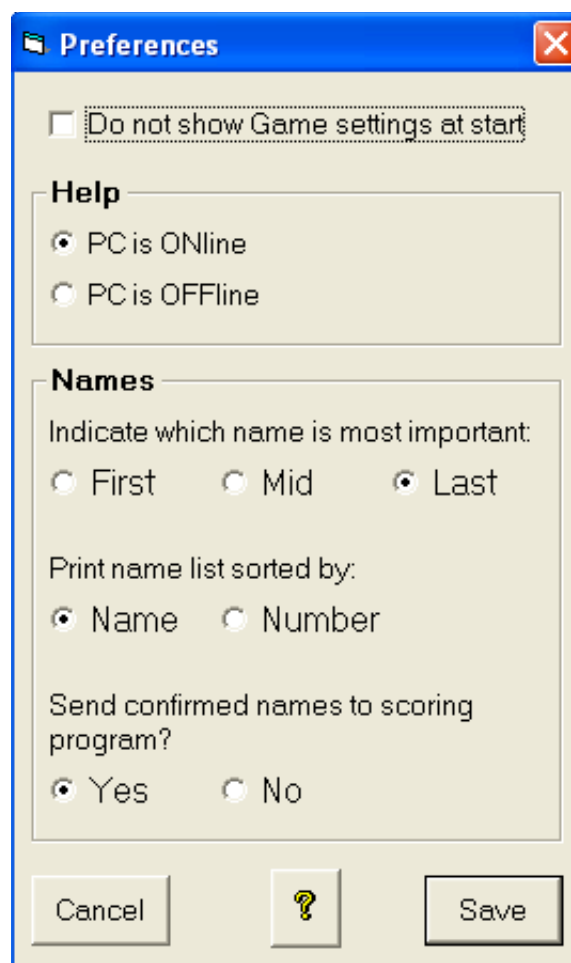 Preferences
Do not show Game settings at start
Help
PC is ONline
PC is OFFline
Names
Indicate which name is most important:
First Mid Last
Print name list sorted by:
Name Number
Send confirmed names to scoring
program?
Yes No
Cancel ? Save